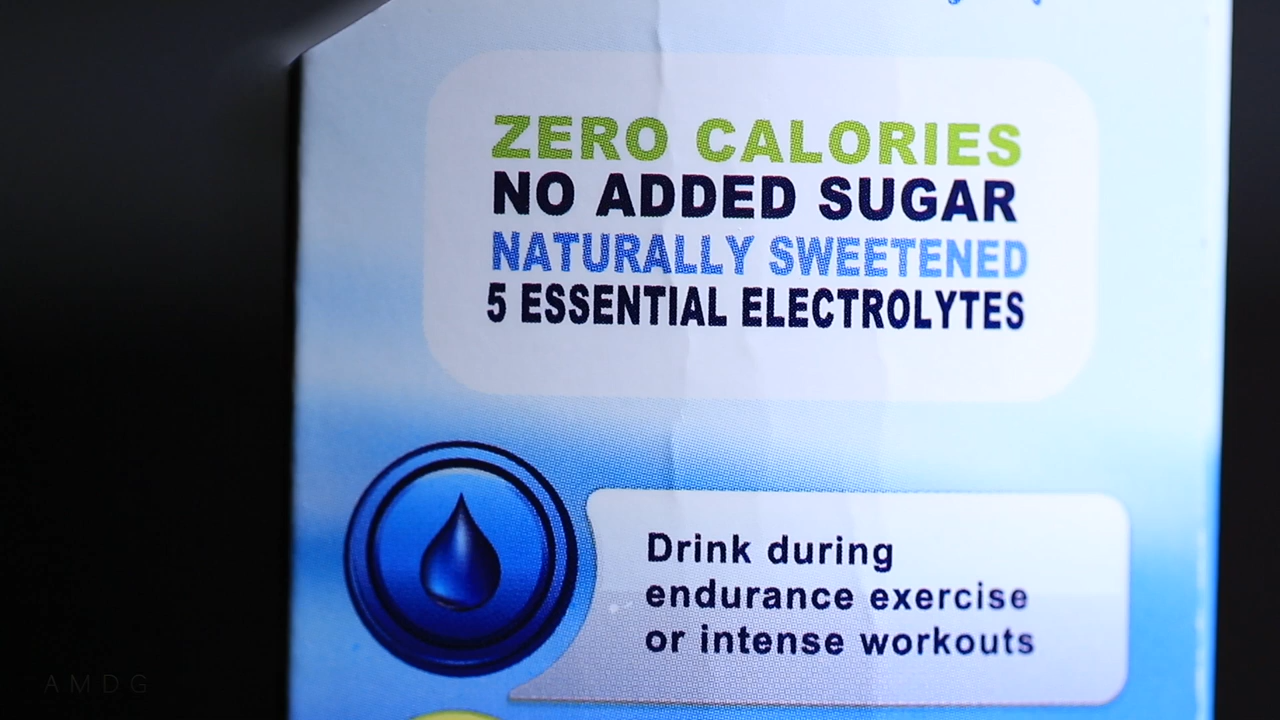 ZERO CALORIES
NO ADDED SUGAR
NATURALLY SWEETENED
5 ESSENTIAL ELECTROLYTES
Drink during
endurance exercise
or intense workouts
AMDG